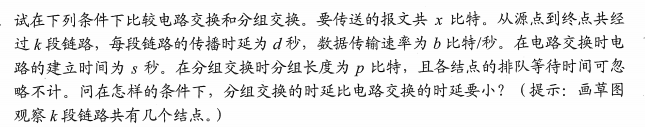 试在下列条件下比较电路交换和分组交换。要传送的报文共 x 比特。从源点到终点共经
过 k 段链路，每段链路的传播时延为 d 秒，数据传输速率为 b 比特/秒。在电路交换时电
路的建立时间为 s 秒。在分组交换时分组长度为 p 比特，且各结点的排队等待时间可忽
略不计。问在怎样的条件下，分组交换的时延比电路交换的时延要小？（提示：画草图
观察 k 段链路共有几个结点。）